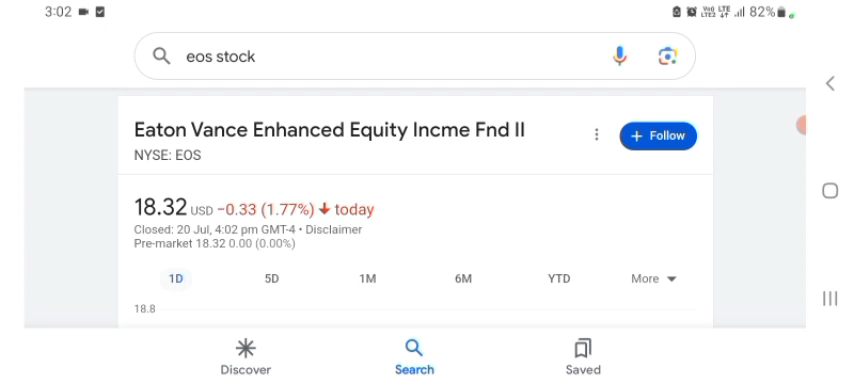 3:02
82%
eos stock
Eaton Vance Enhanced Equity Incme Fnd II
+ Follow
NYSE: EOS
18.32 USD −0.33 (1.77%) ↓ today
Closed: 20 Jul, 4:02 pm GMT-4 • Disclaimer
Pre-market 18.32 0.00 (0.00%)
1D 5D 1M 6M YTD More
18.8
Discover Search Saved